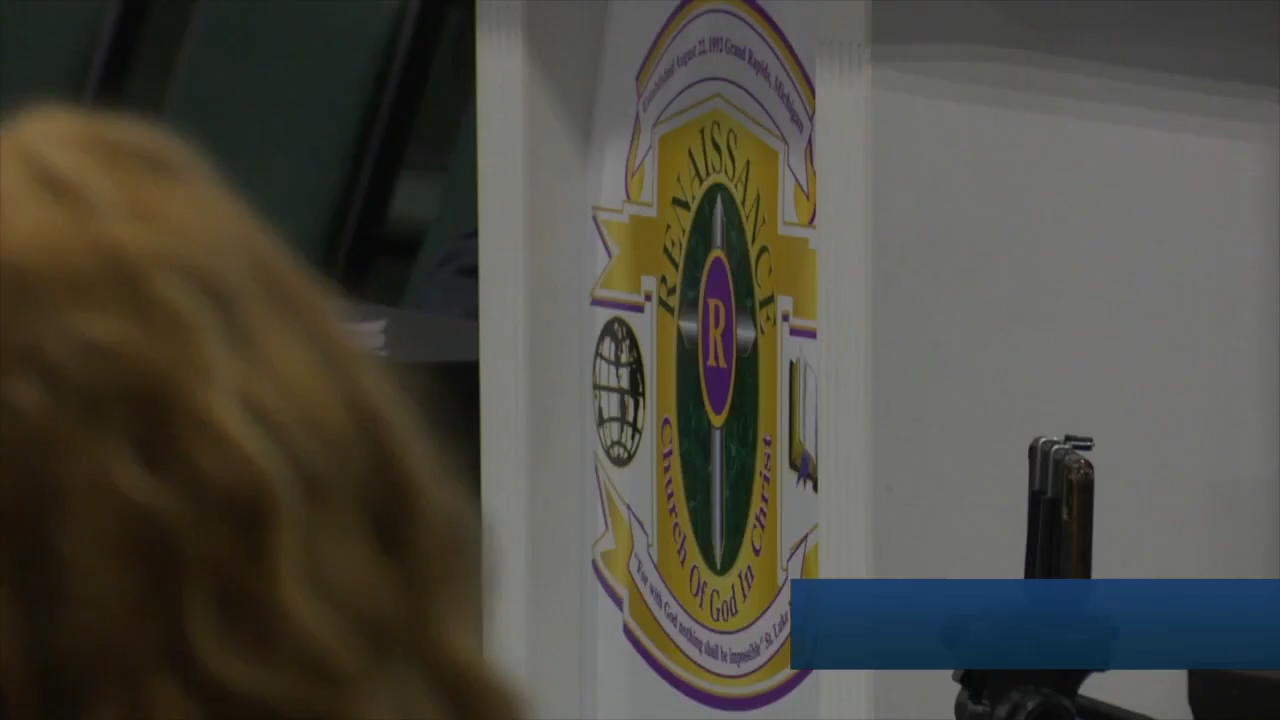 Established August 22, 1992 Grand Rapids, Michigan
RENAISSANCE
R
Church Of God In Christ
"For with God nothing shall be impossible" St. Luke